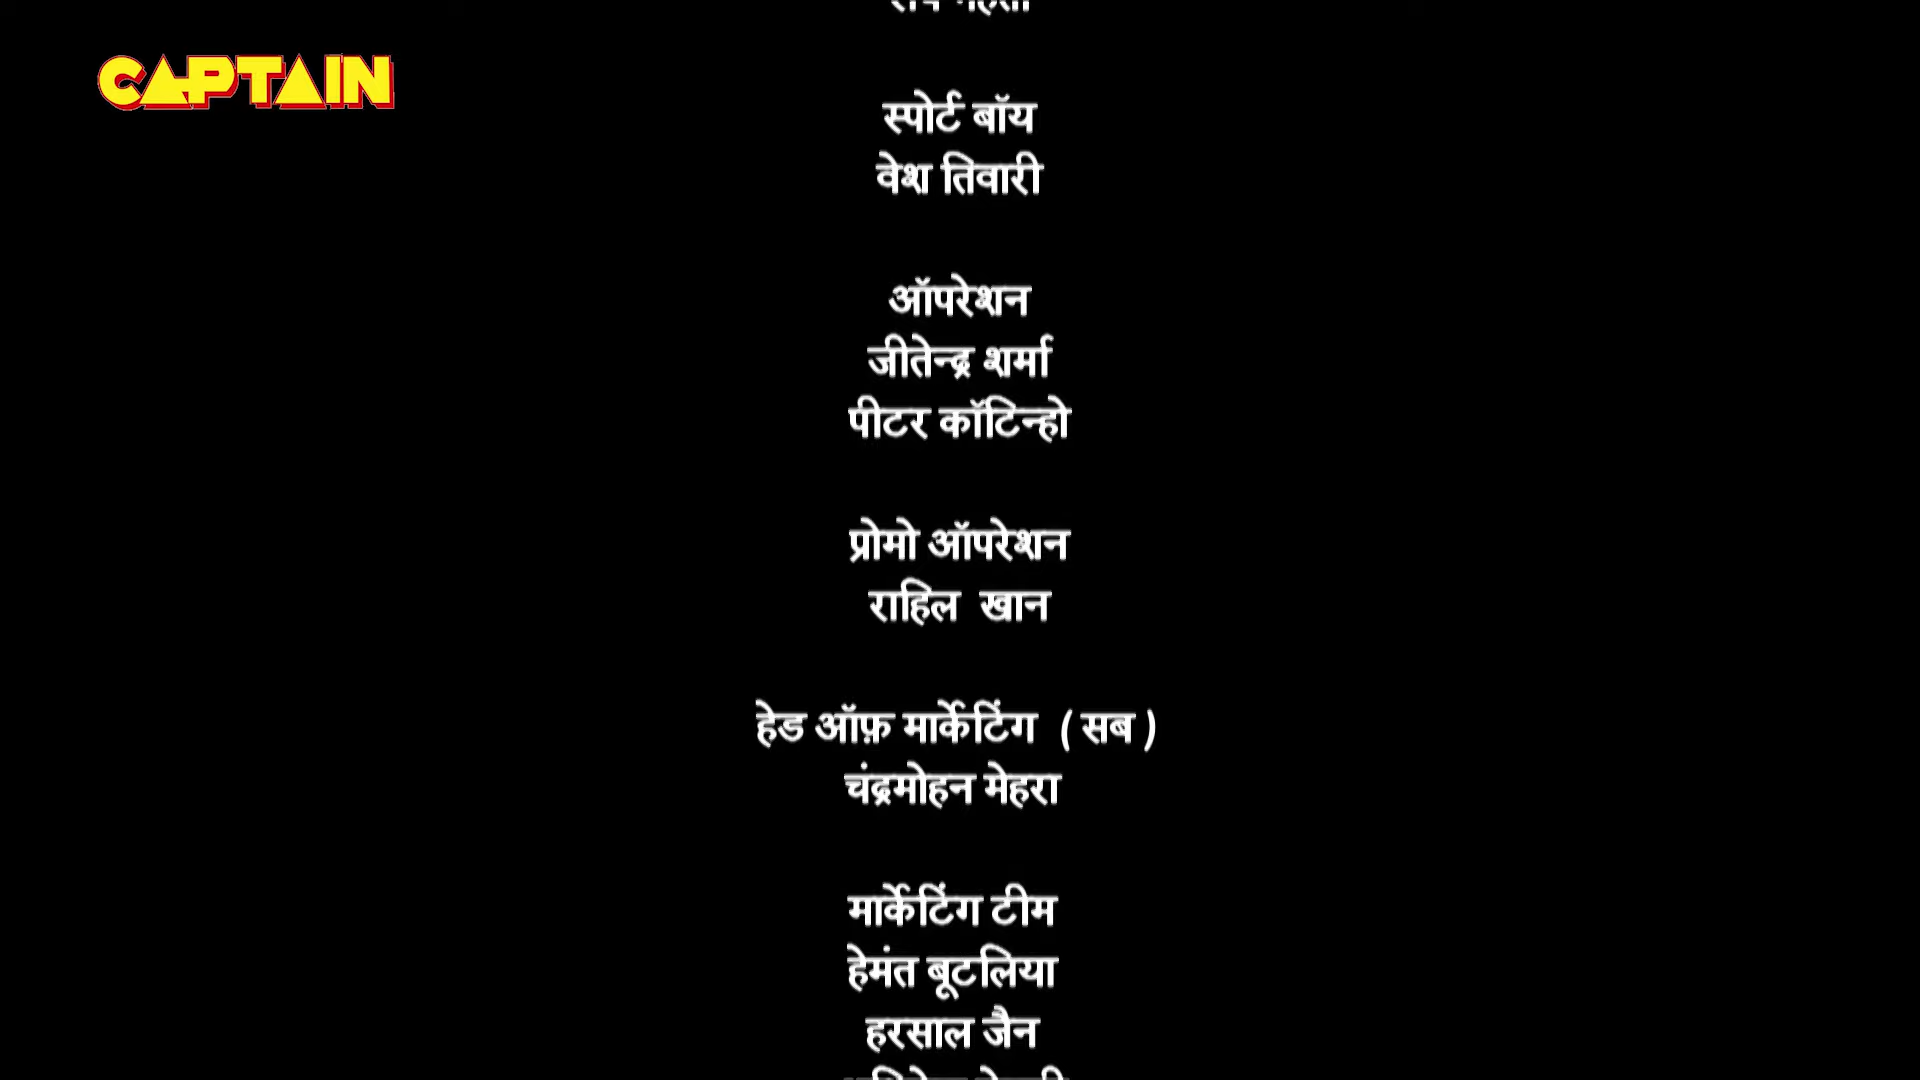 CAPTAIN
स्पोर्ट बॉय
वेश तिवारी
ऑपरेशन
जीतेन्द्र शर्मा
पीटर कॉटिन्हो
प्रोमो ऑपरेशन
राहिल खान
हेड ऑफ़ मार्केटिंग ( सब )
चंद्रमोहन मेहरा
मार्केटिंग टीम
हेमंत बूटलिया
हरसाल जैन